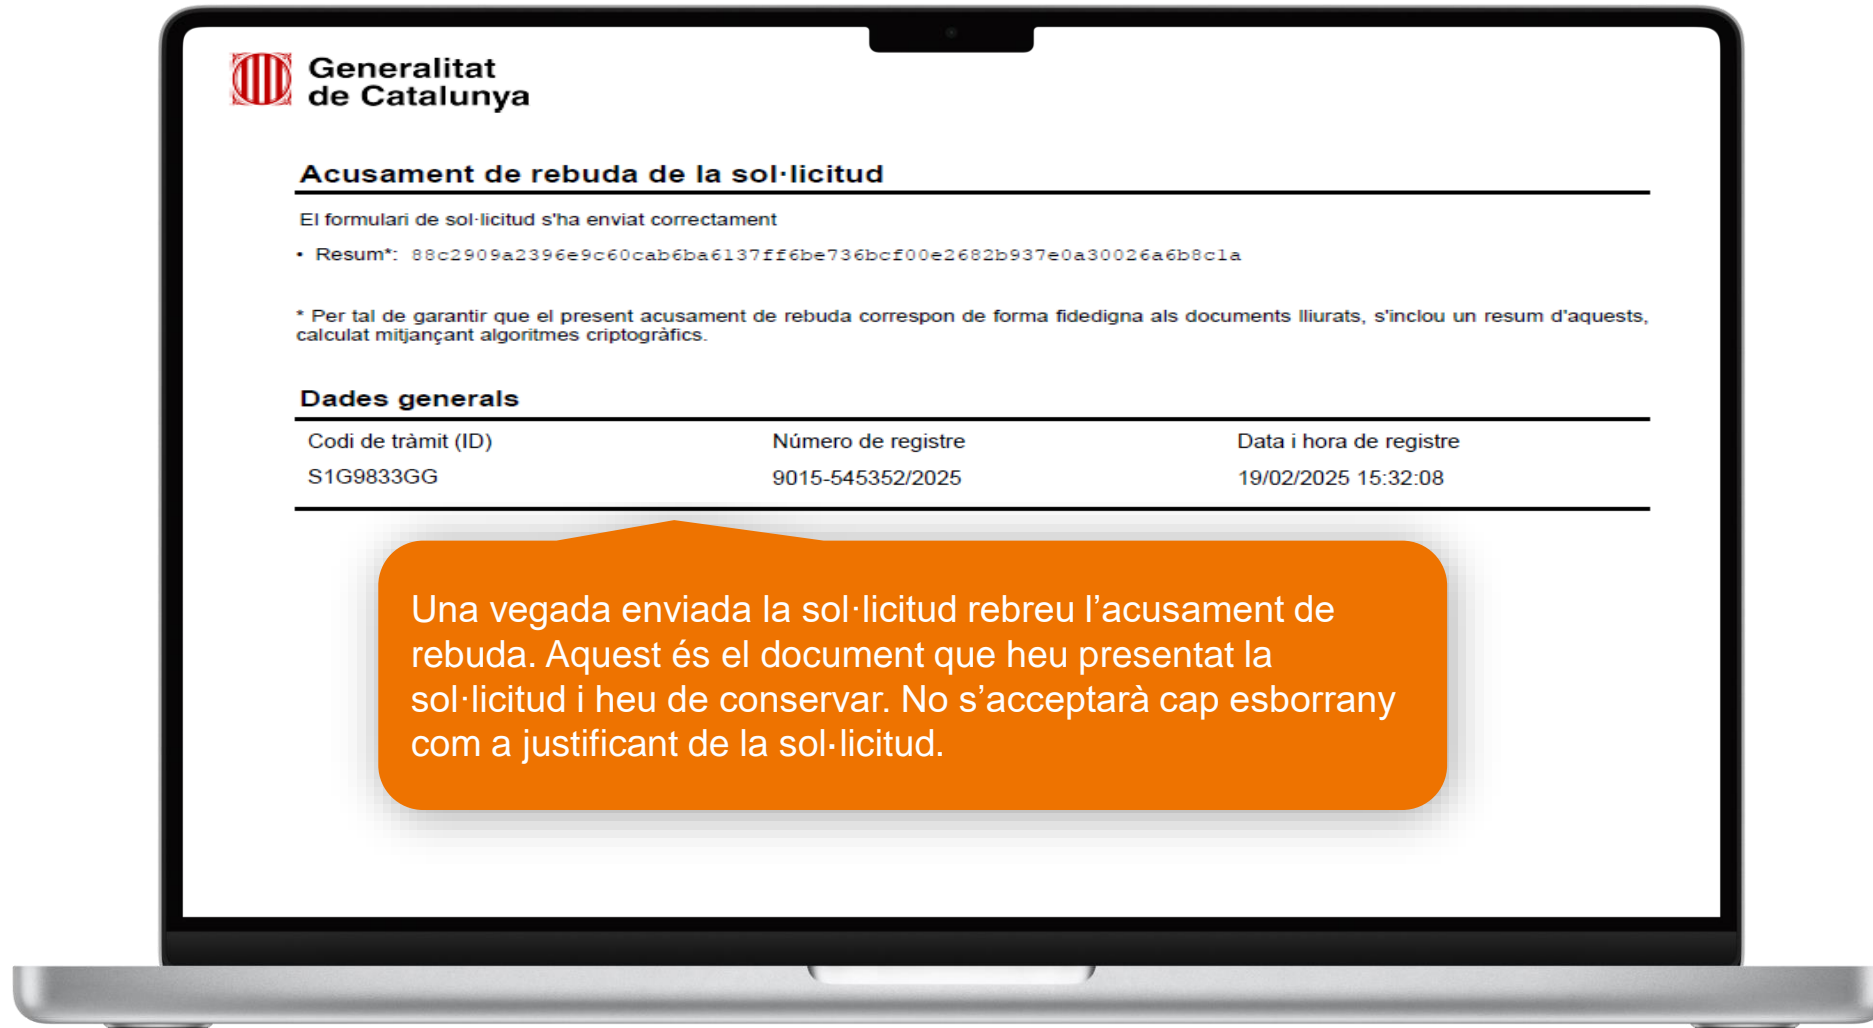 Generalitat
de Catalunya
Acusament de rebuda de la sol·licitud
El formulari de sol·licitud s'ha enviat correctament
• Resum*: 88c2909a2396e9c60cab6ba6137ff6be736bcf00e2682b937e0a30026a6b8c1a
* Per tal de garantir que el present acusament de rebuda correspon de forma fidedigna als documents lliurats, s'inclou un resum d'aquests,
calculat mitjançant algoritmes criptogràfics.
Dades generals
Codi de tràmit (ID) Número de registre Data i hora de registre
S1G9833GG 9015-545352/2025 19/02/2025 15:32:08
Una vegada enviada la sol·licitud rebreu l’acusament de
rebuda. Aquest és el document que heu presentat la
sol·licitud i heu de conservar. No s’acceptarà cap esborrany
com a justificant de la sol·licitud.